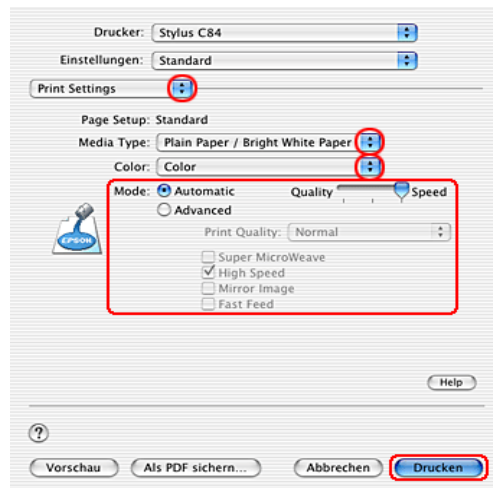 Drucker: Stylus C84
Einstellungen: Standard
Print Settings
Page Setup: Standard
Media Type: Plain Paper / Bright White Paper
Color: Color
Mode: Automatic Quality Speed
Advanced
Print Quality: Normal
Super MicroWeave
High Speed
Mirror Image
Fast Feed
EPSON
Help
?
Vorschau Als PDF sichern... Abbrechen Drucken